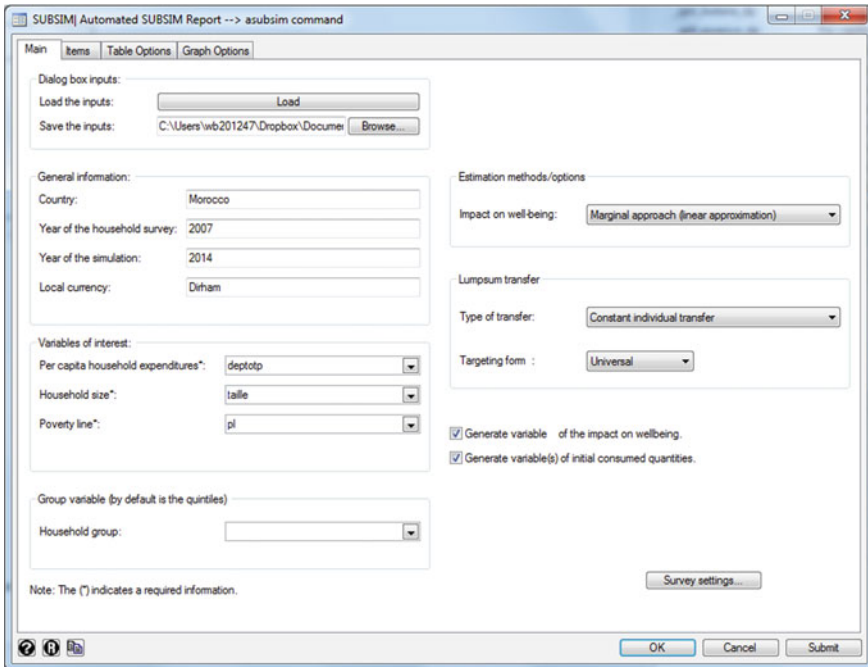 SUBSIM| Automated SUBSIM Report --> asubsim command
Main Items Table Options Graph Options
Dialog box inputs:
Load the inputs: Load
Save the inputs: C:\Users\wb201247\Dropbox\Documer Browse...
General information:
Country: Morocco
Year of the household survey: 2007
Year of the simulation: 2014
Local currency: Dirham
Variables of interest:
Per capita household expenditures*: deptotp
Household size*: taille
Poverty line*: pl
Group variable (by default is the quintiles)
Household group:
Note: The (*) indicates a required information.
Estimation methods/options
Impact on well-being: Marginal approach (linear approximation)
Lumpsum transfer
Type of transfer: Constant individual transfer
Targeting form : Universal
Generate variable of the impact on wellbeing.
Generate variable(s) of initial consumed quantities.
Survey settings...
? R
OK Cancel Submit